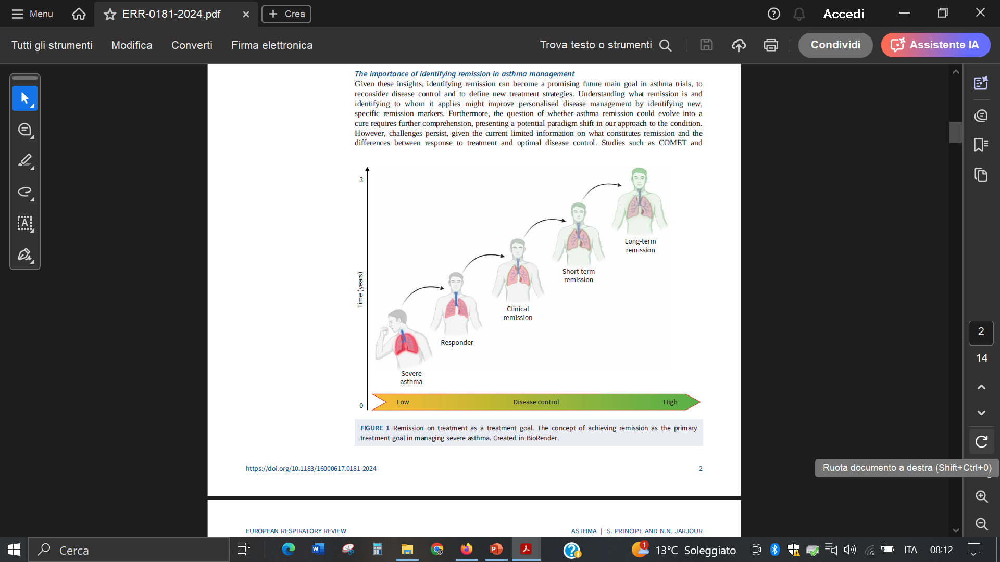 Menu
ERR-0181-2024.pdf
Crea
Accedi
Tutti gli strumenti
Modifica
Converti
Firma elettronica
Trova testo o strumenti
Condividi
Assistente IA
The importance of identifying remission in asthma management
Given these insights, identifying remission can become a promising future main goal in asthma trials, to
reconsider disease control and to define new treatment strategies. Understanding what remission is and
identifying to whom it applies might improve personalised disease management by identifying new,
specific remission markers. Furthermore, the question of whether asthma remission could evolve into a
cure requires further comprehension, presenting a potential paradigm shift in our approach to the condition.
However, challenges persist, given the current limited information on what constitutes remission and the
differences between response to treatment and optimal disease control. Studies such as COMET and
3
Time (years)
0
Long-term
remission
Short-term
remission
Clinical
remission
Responder
Severe
asthma
Low
Disease control
High
FIGURE 1 Remission on treatment as a treatment goal. The concept of achieving remission as the primary
treatment goal in managing severe asthma. Created in BioRender.
https://doi.org/10.1183/16000617.0181-2024
2
EUROPEAN RESPIRATORY REVIEW
ASTHMA | S. PRINCIPE AND N.N. JARJOUR
2
14
Ruota documento a destra (Shift+Ctrl+0)
Cerca
1
13°C Soleggiato
ITA
08:12